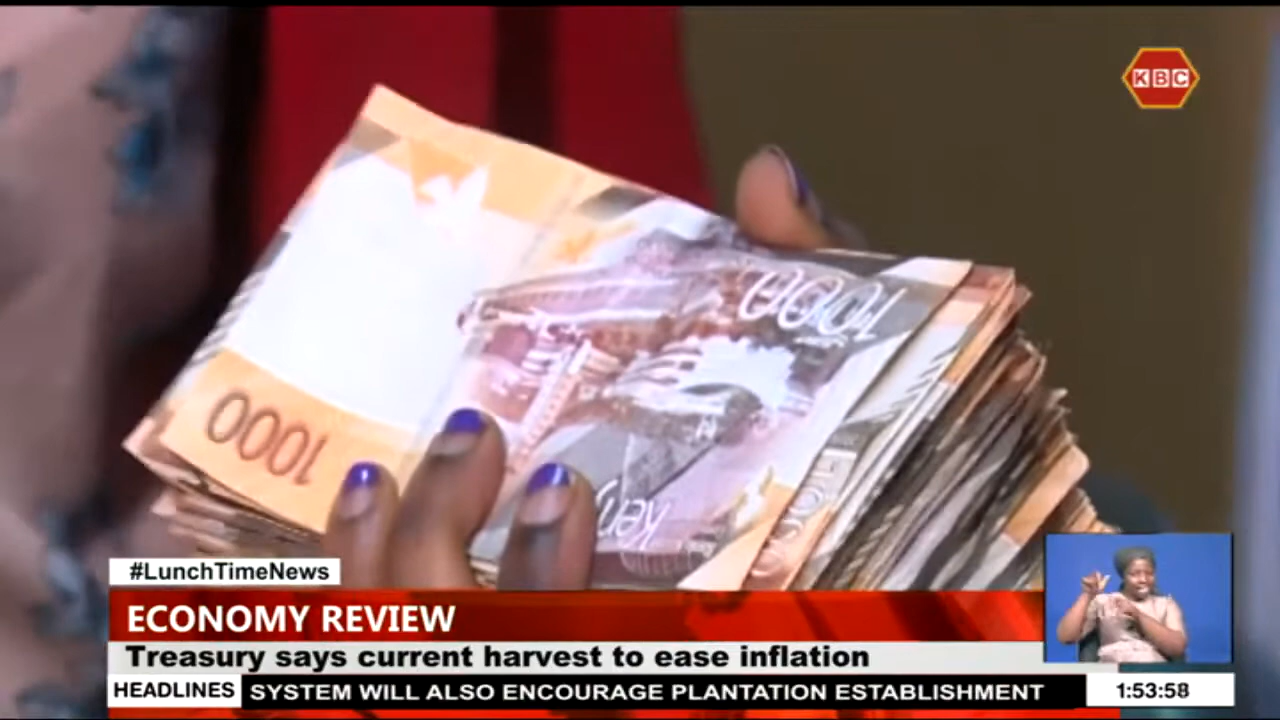 KBC
1000
1000
Keny
#LunchTimeNews
ECONOMY REVIEW
Treasury says current harvest to ease inflation
HEADLINES SYSTEM WILL ALSO ENCOURAGE PLANTATION ESTABLISHMENT 1:53:58